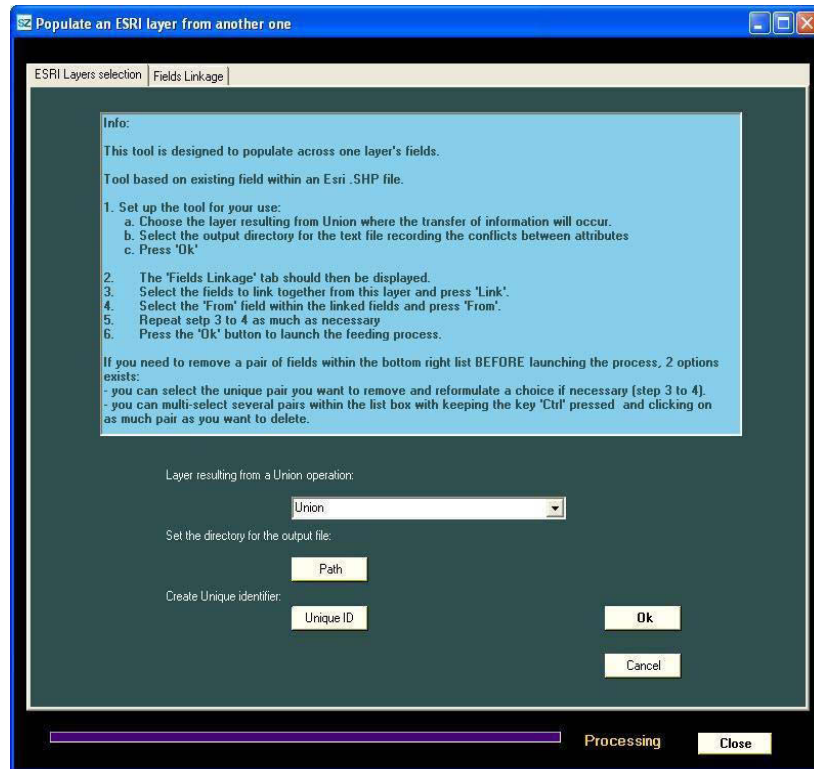 SZ Populate an ESRI layer from another one
ESRI Layers selection Fields Linkage
Info:
This tool is designed to populate across one layer's fields.
Tool based on existing field within an Esri .SHP file.
1. Set up the tool for your use:
a. Choose the layer resulting from Union where the transfer of information will occur.
b. Select the output directory for the text file recording the conflicts between attributes
c. Press 'Ok'
2. The 'Fields Linkage' tab should then be displayed.
3. Select the fields to link together from this layer and press 'Link'.
4. Select the 'From' field within the linked fields and press 'From'.
5. Repeat setp 3 to 4 as much as necessary
6. Press the 'Ok' button to launch the feeding process.
If you need to remove a pair of fields within the bottom right list BEFORE launching the process, 2 options
exists:
- you can select the unique pair you want to remove and reformulate a choice if necessary (step 3 to 4).
- you can multi-select several pairs within the list box with keeping the key 'Ctrl' pressed and clicking on
as much pair as you want to delete.
Layer resulting from a Union operation:
Union
Set the directory for the output file:
Path
Create Unique identifier:
Unique ID
Ok
Cancel
Processing
Close